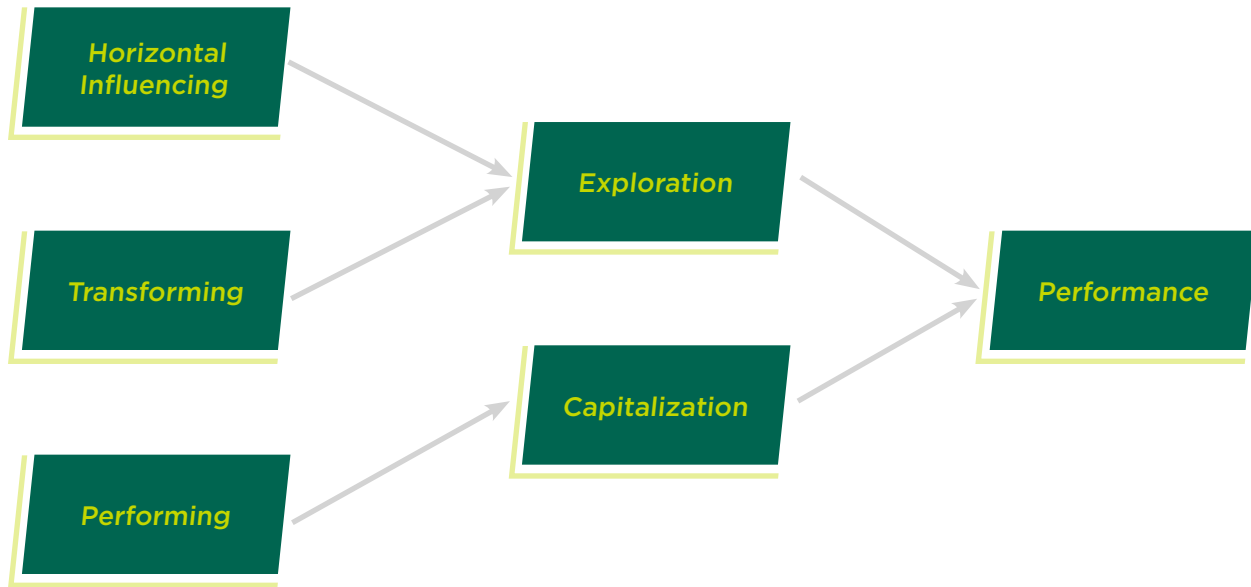 Horizontal
Influencing
Exploration
Transforming
Performance
Capitalization
Performing